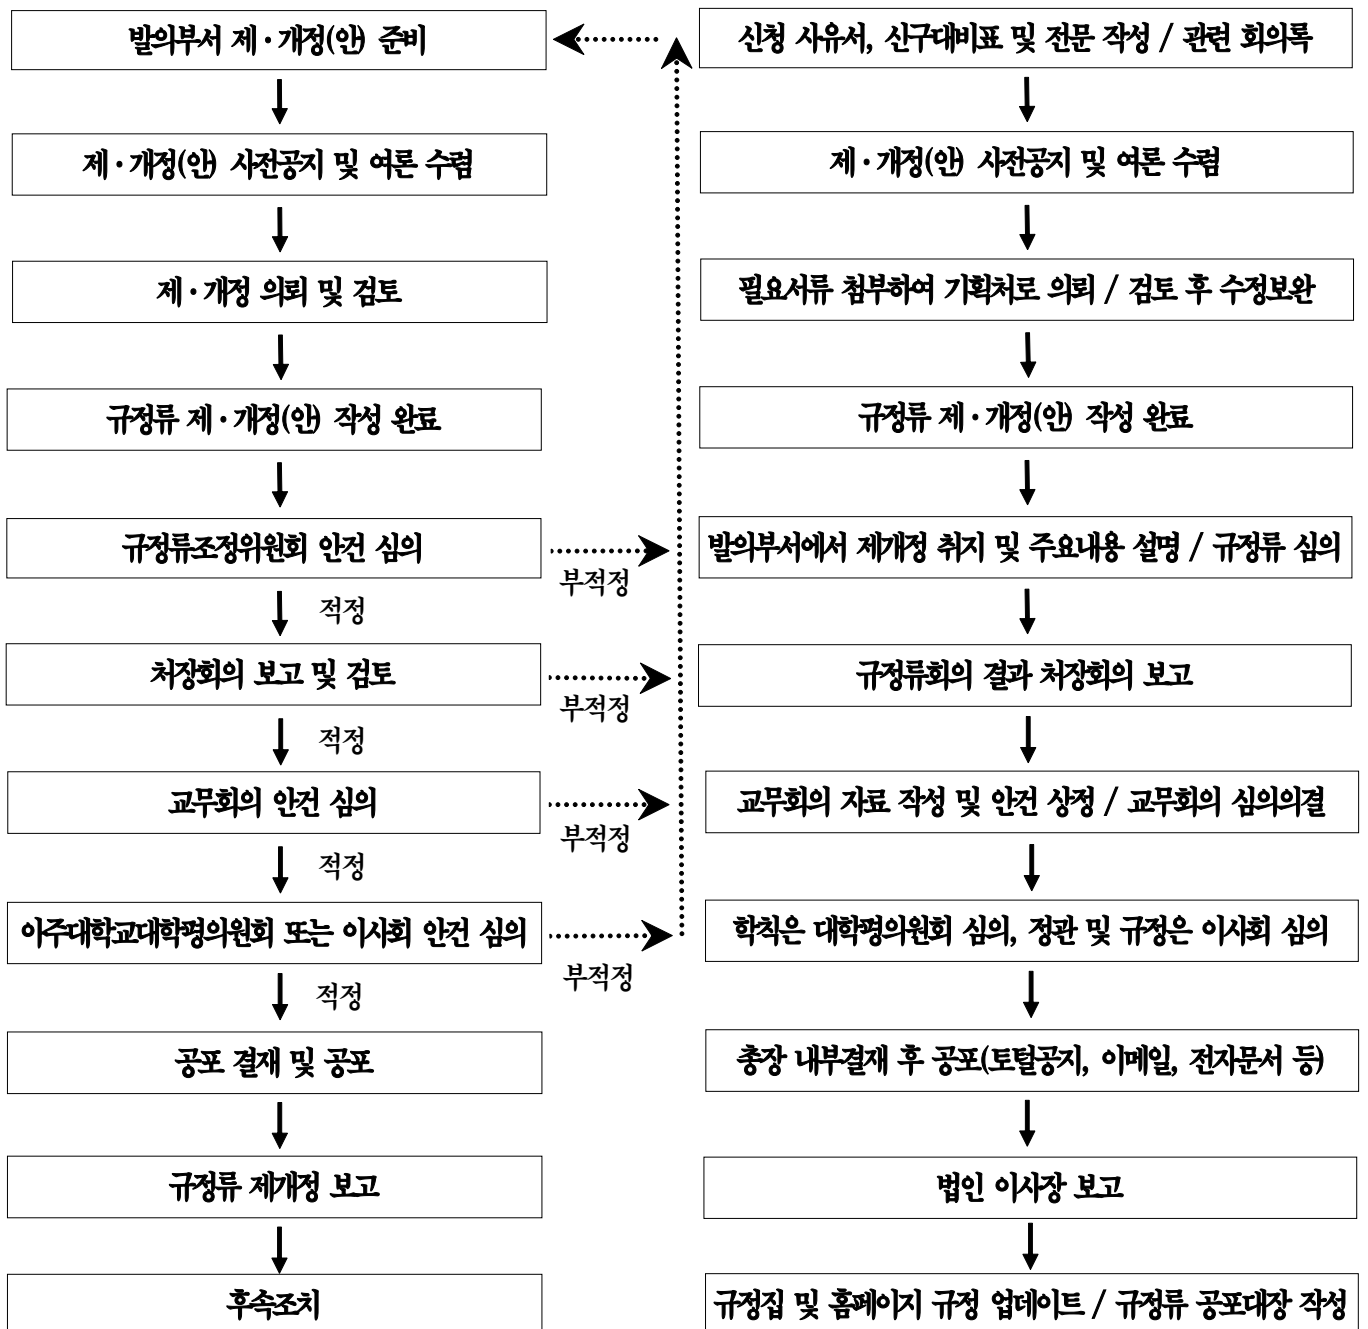 발의부서 제·개정(안) 준비
신청 사유서, 신구대비표 및 전문 작성 / 관련 회의록
제·개정(안) 사전공지 및 여론 수렴
제·개정(안) 사전공지 및 여론 수렴
제·개정 의뢰 및 검토
필요서류 첨부하여 기획처로 의뢰 / 검토 후 수정보완
규정류 제·개정(안) 작성 완료
규정류 제·개정(안) 작성 완료
규정류조정위원회 안건 심의
부적정
발의부서에서 제개정 취지 및 주요내용 설명 / 규정류 심의
적정
처장회의 보고 및 검토
부적정
규정류회의 결과 처장회의 보고
적정
교무회의 안건 심의
부적정
교무회의 자료 작성 및 안건 상정 / 교무회의 심의의결
적정
아주대학교대학평의원회 또는 이사회 안건 심의
부적정
학칙은 대학평의원회 심의, 정관 및 규정은 이사회 심의
적정
공포 결재 및 공포
총장 내부결재 후 공포(토털공지, 이메일, 전자문서 등)
규정류 제개정 보고
법인 이사장 보고
후속조치
규정집 및 홈페이지 규정 업데이트 / 규정류 공포대장 작성